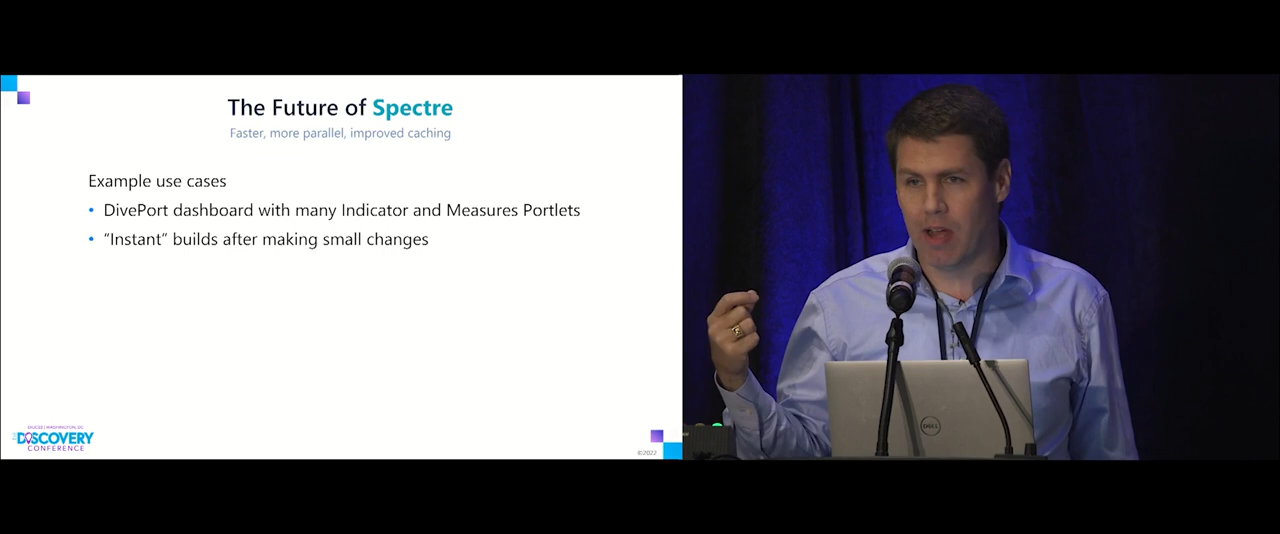 The Future of Spectre
Faster, more parallel, improved caching
Example use cases
• DivePort dashboard with many Indicator and Measures Portlets
• “Instant” builds after making small changes
DISCOVERY
CONFERENCE
©2022
DELL